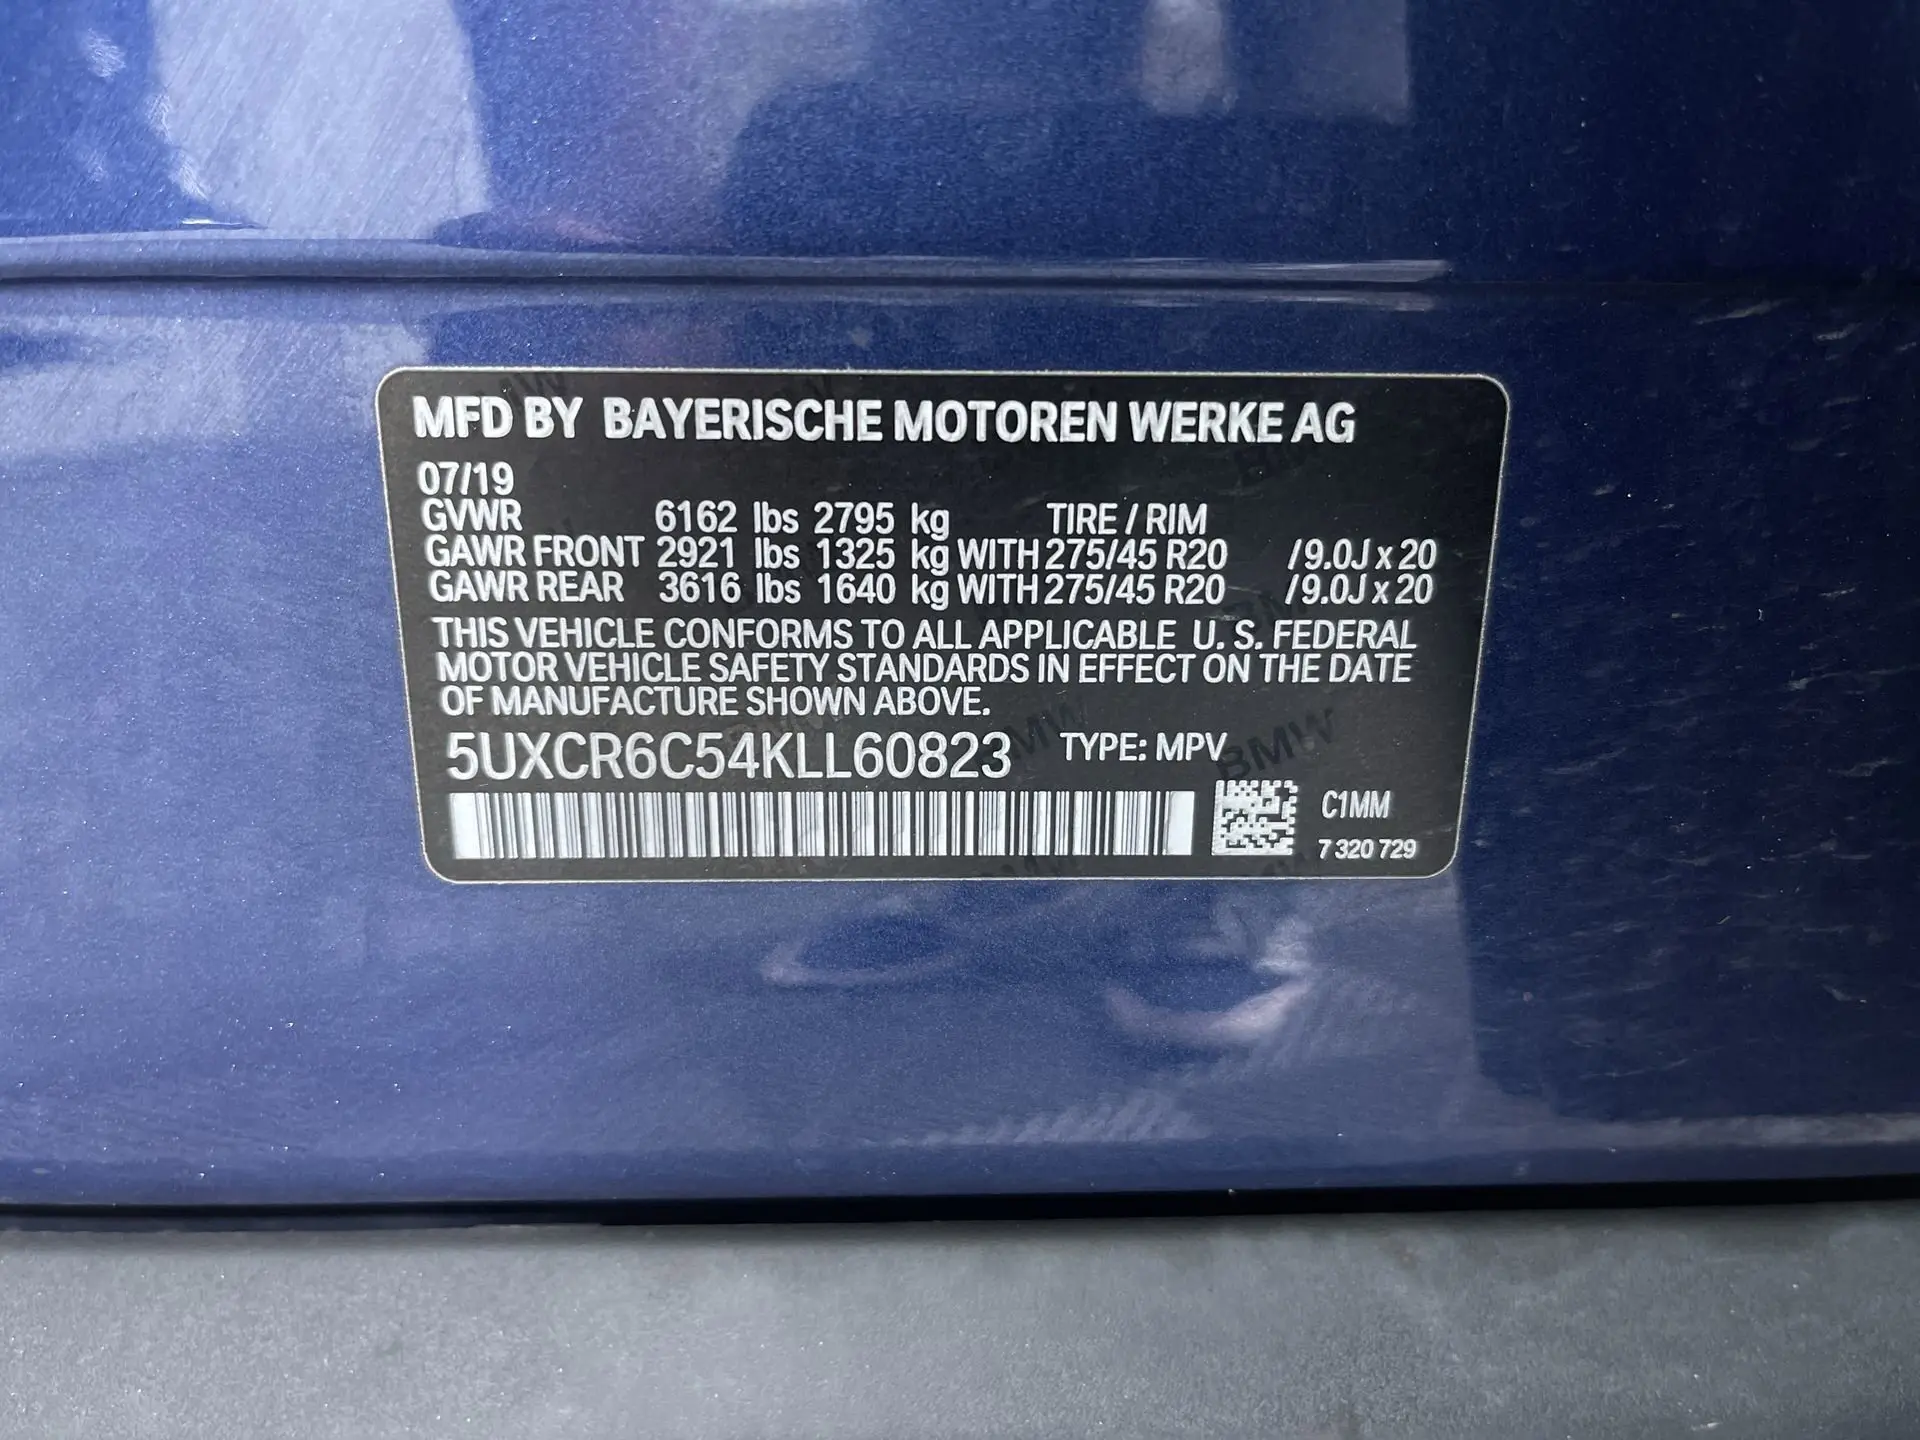 MFD BY BAYERISCHE MOTOREN WERKE AG
07/19
GVWR 6162 lbs 2795 kg TIRE / RIM
GAWR FRONT 2921 lbs 1325 kg WITH 275/45 R20 /9.0J x 20
GAWR REAR 3616 lbs 1640 kg WITH 275/45 R20 /9.0J x 20
THIS VEHICLE CONFORMS TO ALL APPLICABLE U. S. FEDERAL
MOTOR VEHICLE SAFETY STANDARDS IN EFFECT ON THE DATE
OF MANUFACTURE SHOWN ABOVE.
5UXCR6C54KLL60823 TYPE: MPV
BMW
C1MM
7 320 729